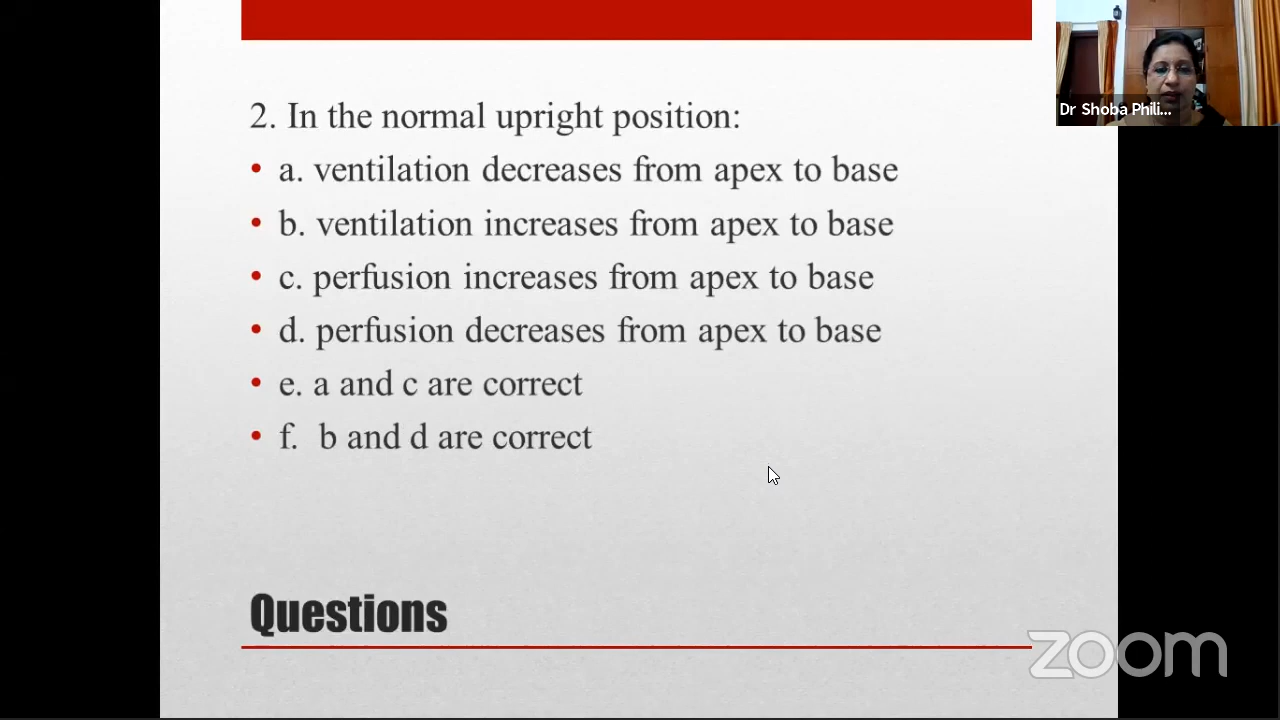 2. In the normal upright position:
• a. ventilation decreases from apex to base
• b. ventilation increases from apex to base
• c. perfusion increases from apex to base
• d. perfusion decreases from apex to base
• e. a and c are correct
• f. b and d are correct
Questions
Dr Shoba Phili...
zoom